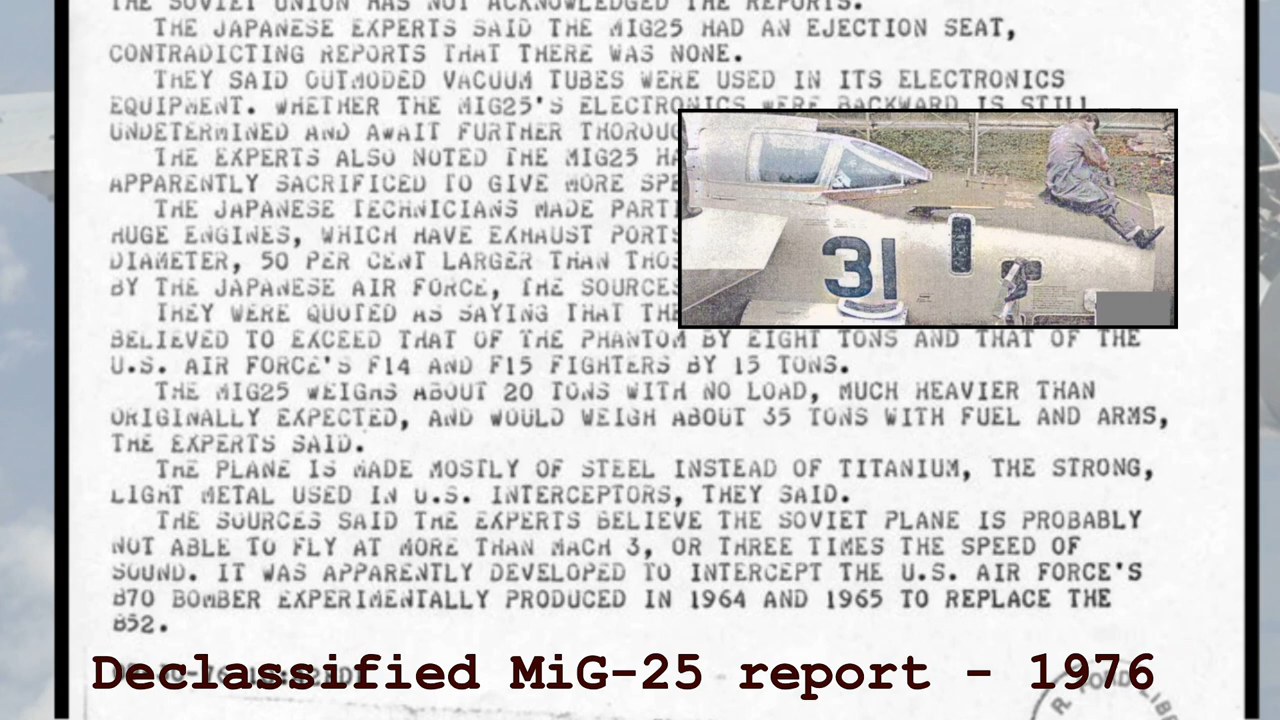 THE SOVIET UNION HAS NOT ACKNOWLEDGED THE REPORTS.
THE JAPANESE EXPERTS SAID THE MIG25 HAD AN EJECTION SEAT,
CONTRADICTING REPORTS THAT THERE WAS NONE.
THEY SAID OUTMODED VACUUM TUBES WERE USED IN ITS ELECTRONICS
EQUIPMENT. WHETHER THE MIG25'S ELECTRONICS WERE BACKWARD IS STILL
UNDETERMINED AND AWAIT FURTHER
THE EXPERTS ALSO NOTED THE MIG25
APPARENTLY SACRIFICED TO GIVE MORE
THE JAPANESE TECHNICIANS MADE
HUGE ENGINES, WHICH HAVE EXHAUST PORTS
DIAMETER, 50 PER CENT LARGER THAN
BY THE JAPANESE AIR FORCE, THE SOURCES
THEY WERE QUOTED AS SAYING THAT
BELIEVED TO EXCEED THAT OF THE PHANTOM BY EIGHT TONS AND THAT OF THE
U.S. AIR FORCE'S F14 AND F15 FIGHTERS BY 15 TONS.
THE MIG25 WEIGHS ABOUT 20 TONS WITH NO LOAD, MUCH HEAVIER THAN
ORIGINALLY EXPECTED, AND WOULD WEIGH ABOUT 35 TONS WITH FUEL AND ARMS,
THE EXPERTS SAID.
THE PLANE IS MADE MOSTLY OF STEEL INSTEAD OF TITANIUM, THE STRONG,
LIGHT METAL USED IN U.S. INTERCEPTORS, THEY SAID.
THE SOURCES SAID THE EXPERTS BELIEVE THE SOVIET PLANE IS PROBABLY
NOT ABLE TO FLY AT MORE THAN MACH 3, OR THREE TIMES THE SPEED OF
SOUND. IT WAS APPARENTLY DEVELOPED TO INTERCEPT THE U.S. AIR FORCE'S
B70 BOMBER EXPERIMENTALLY PRODUCED IN 1964 AND 1965 TO REPLACE THE
B52.
31
Declassified MiG-25 report - 1976